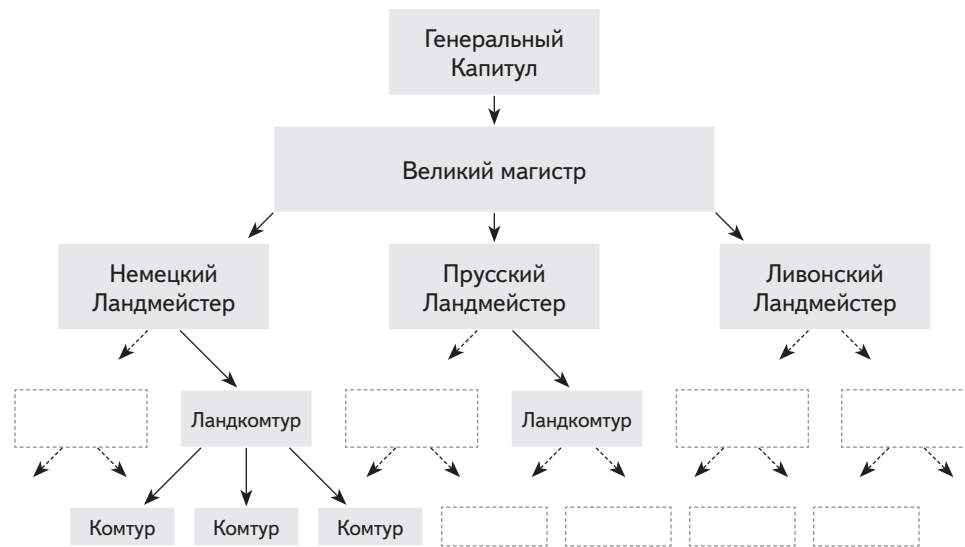 Генеральный
Капитул
Великий магистр
Немецкий
Ландмейстер
Прусский
Ландмейстер
Ливонский
Ландмейстер
Ландкомтур
Ландкомтур
Комтур
Комтур
Комтур